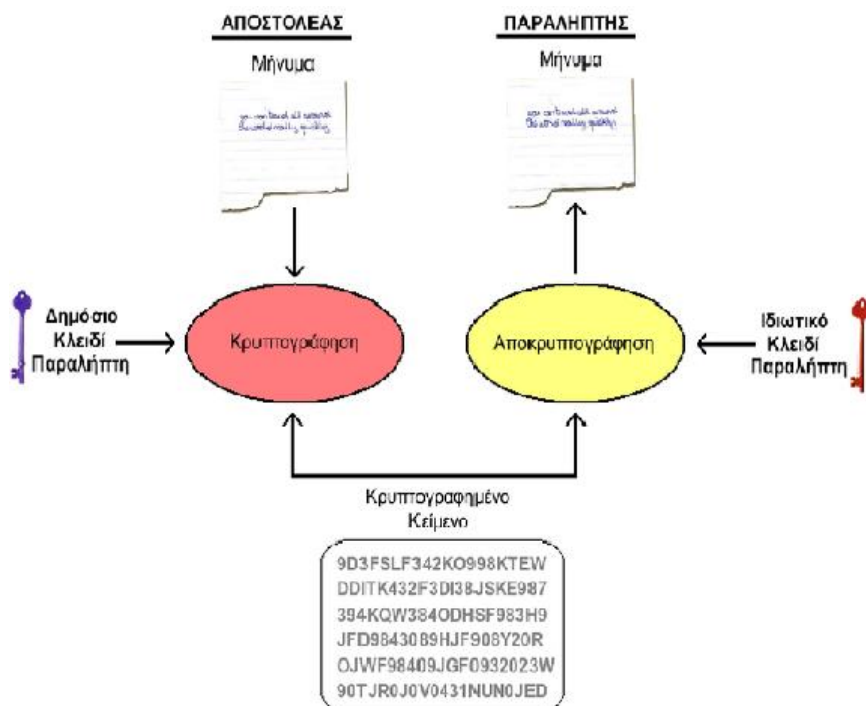 ΑΠΟΣΤΟΛΕΑΣ
Μήνυμα
ΠΑΡΑΛΗΠΤΗΣ
Μήνυμα
Δημόσιο
Κλειδί
Παραλήπτη
Κρυπτογράφηση
Αποκρυπτογράφηση
Ιδιωτικό
Κλειδί
Παραλήπτη
Κρυπτογραφημένο
Κείμενο
9D3FSLF342KO998KTEW
DDITK432F3DI38JSKE987
394KQW384ODHSF983H9
JFD9843089HJF908Y20R
OJWF98409JGF0932023W
90TJR0J0V0431NUN0JED